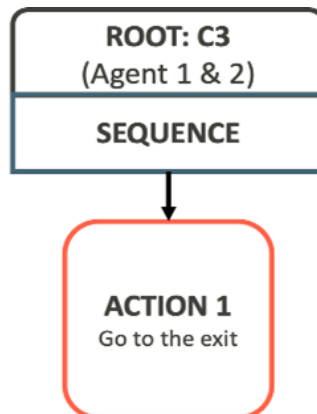 ROOT: C3
(Agent 1 & 2)
SEQUENCE
ACTION 1
Go to the exit